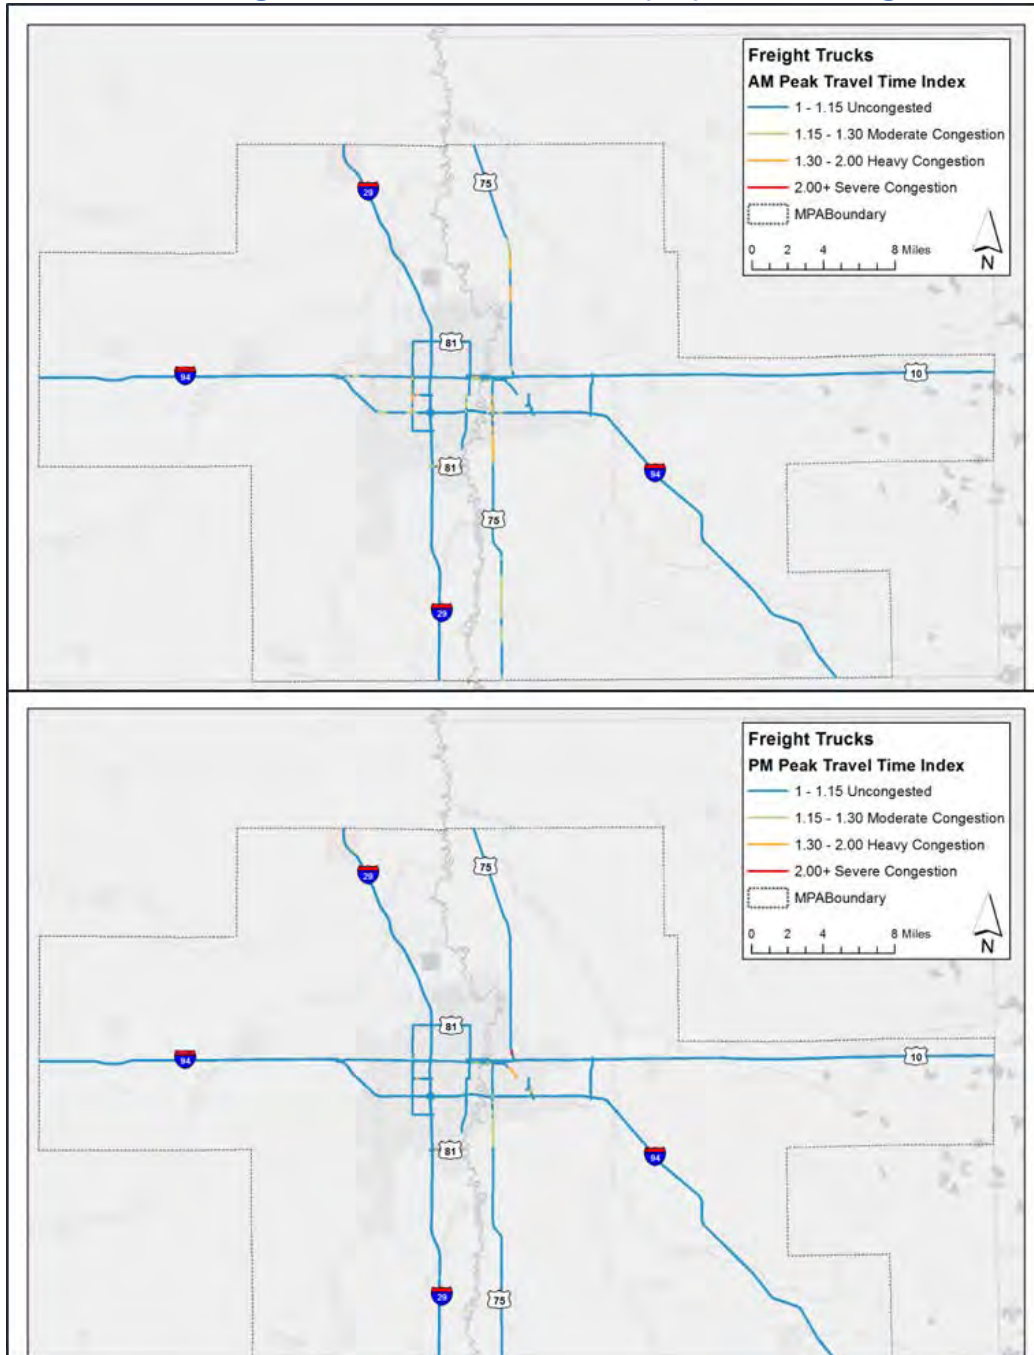 Freight Trucks
AM Peak Travel Time Index
1 - 1.15 Uncongested
1.15 - 1.30 Moderate Congestion
1.30 - 2.00 Heavy Congestion
2.00+ Severe Congestion
MPABoundary
0 2 4 8 Miles
N
29
75
81
94
10
81
94
75
29
Freight Trucks
PM Peak Travel Time Index
1 - 1.15 Uncongested
1.15 - 1.30 Moderate Congestion
1.30 - 2.00 Heavy Congestion
2.00+ Severe Congestion
MPABoundary
0 2 4 8 Miles
N
29
75
81
94
10
81
94
29
75